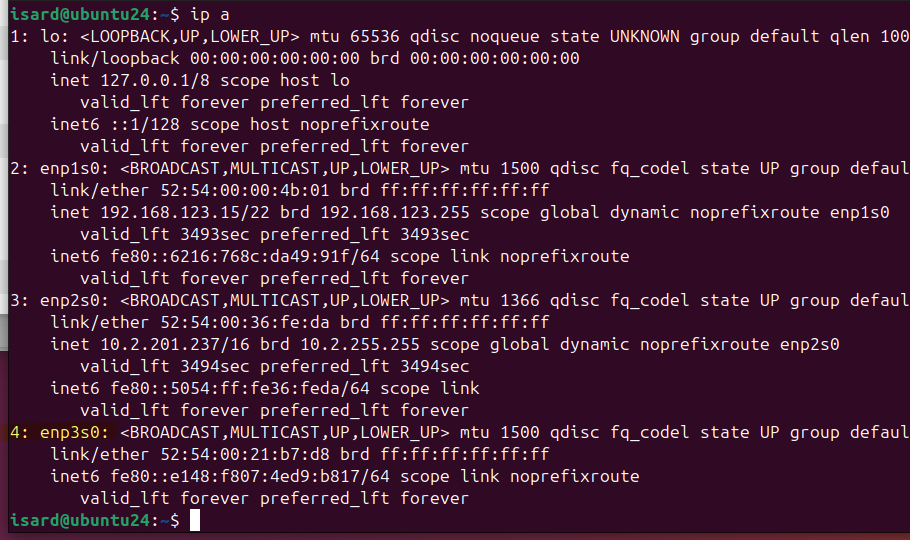 isard@ubuntu24:~$ ip a
1: lo: <LOOPBACK,UP,LOWER_UP> mtu 65536 qdisc noqueue state UNKNOWN group default qlen 100
    link/loopback 00:00:00:00:00:00 brd 00:00:00:00:00:00
    inet 127.0.0.1/8 scope host lo
       valid_lft forever preferred_lft forever
    inet6 ::1/128 scope host noprefixroute
       valid_lft forever preferred_lft forever
2: enp1s0: <BROADCAST,MULTICAST,UP,LOWER_UP> mtu 1500 qdisc fq_codel state UP group defaul
    link/ether 52:54:00:00:4b:01 brd ff:ff:ff:ff:ff:ff
    inet 192.168.123.15/22 brd 192.168.123.255 scope global dynamic noprefixroute enp1s0
       valid_lft 3493sec preferred_lft 3493sec
    inet6 fe80::6216:768c:da49:91f/64 scope link noprefixroute
       valid_lft forever preferred_lft forever
3: enp2s0: <BROADCAST,MULTICAST,UP,LOWER_UP> mtu 1366 qdisc fq_codel state UP group defaul
    link/ether 52:54:00:36:fe:da brd ff:ff:ff:ff:ff:ff
    inet 10.2.201.237/16 brd 10.2.255.255 scope global dynamic noprefixroute enp2s0
       valid_lft 3494sec preferred_lft 3494sec
    inet6 fe80::5054:ff:fe36:feda/64 scope link
       valid_lft forever preferred_lft forever
4: enp3s0: <BROADCAST,MULTICAST,UP,LOWER_UP> mtu 1500 qdisc fq_codel state UP group defaul
    link/ether 52:54:00:21:b7:d8 brd ff:ff:ff:ff:ff:ff
    inet6 fe80::e148:f807:4ed9:b817/64 scope link noprefixroute
       valid_lft forever preferred_lft forever
isard@ubuntu24:~$